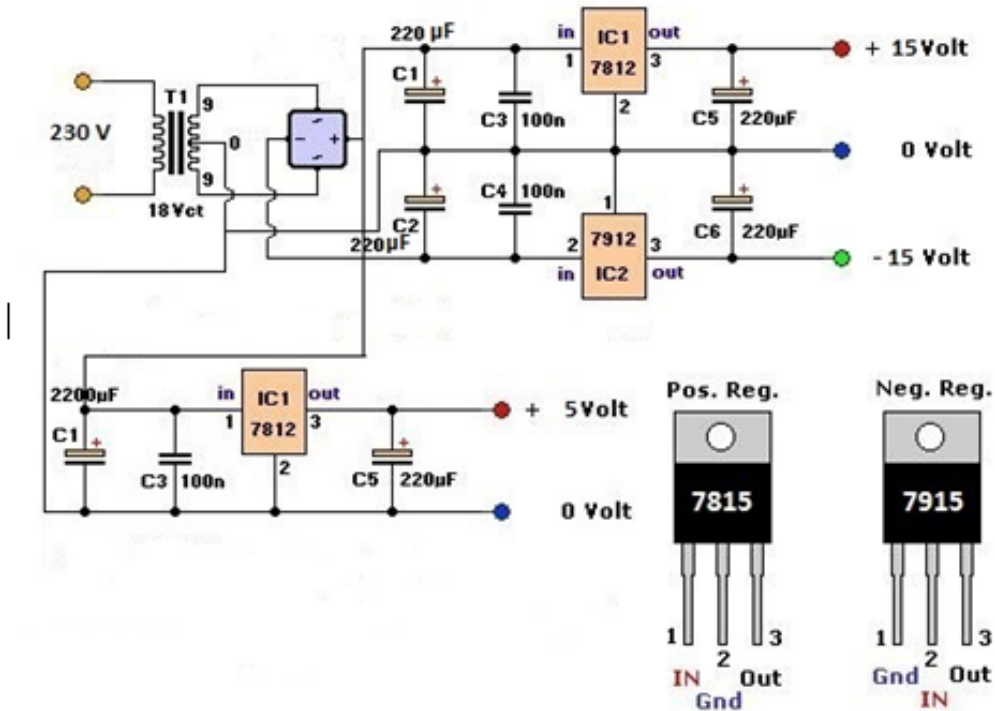 230 V
T1
9
0
9
18Vct
-
+
220 µF
C1
+
C3
100n
in
1
IC1
7812
out
3
2
C5
+
220µF
+ 15Volt
0 Volt
C2
+
220µF
C4
100n
1
2
in
7912
IC2
3
out
C6
+
220µF
- 15 Volt
2200µF
C1
+
C3
100n
in
1
IC1
7812
out
3
2
C5
+
220µF
+ 5Volt
0 Volt
Pos. Reg.
7815
1
2
3
IN
Gnd
Out
Neg. Reg.
7915
1
2
3
Gnd
IN
Out